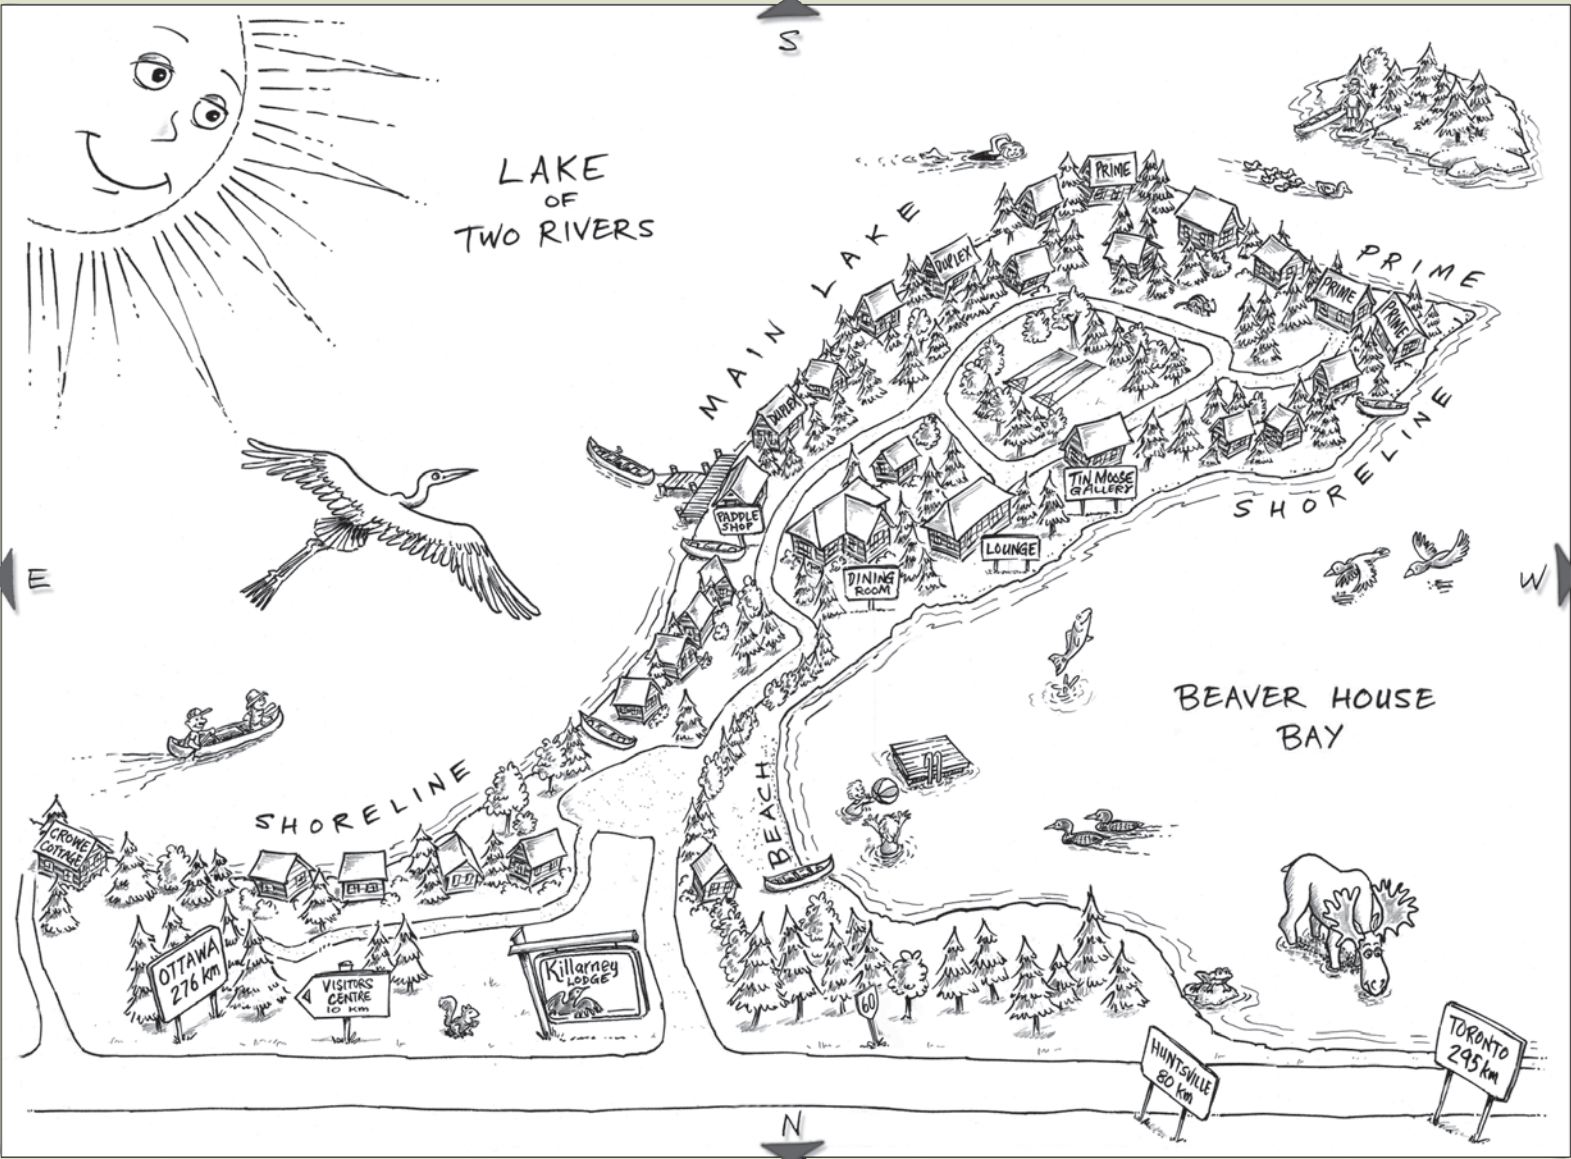 S
LAKE
OF
TWO RIVERS
PRIME
MAIN LAKE
DUPLEX
PRIME
PRIME
PRIME
DUPLEX
SHORELINE
TIN MOOSE
GALLERY
PADDLE
SHOP
LOUNGE
DINING
ROOM
E
W
BEAVER HOUSE
BAY
BEACH
SHORELINE
CROWE
COTTAGE
OTTAWA
276 km
VISITORS
CENTRE
10 km
Killarney
LODGE
60
HUNTSVILLE
80 km
TORONTO
295 km
N